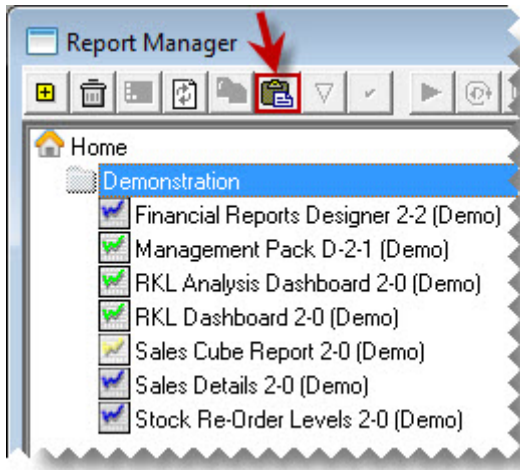 Report Manager
Home
Demonstration
Financial Reports Designer 2-2 (Demo)
Management Pack D-2-1 (Demo)
RKL Analysis Dashboard 2-0 (Demo)
RKL Dashboard 2-0 (Demo)
Sales Cube Report 2-0 (Demo)
Sales Details 2-0 (Demo)
Stock Re-Order Levels 2-0 (Demo)